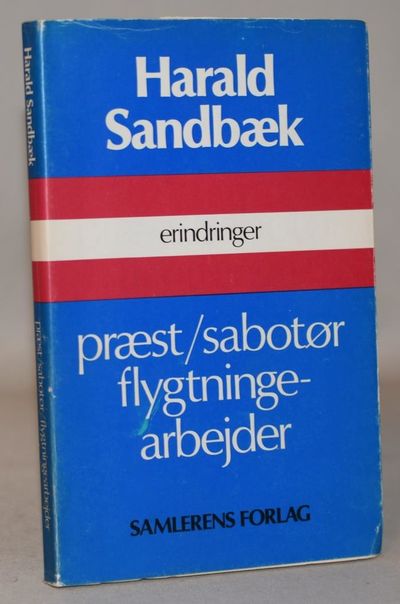 Harald
Sandbæk
erindringer
præst/sabotør
flygtninge-
arbejder
SAMLERENS FORLAG
Harald Sandbæk
præst/sabotør/flygtningearbejder